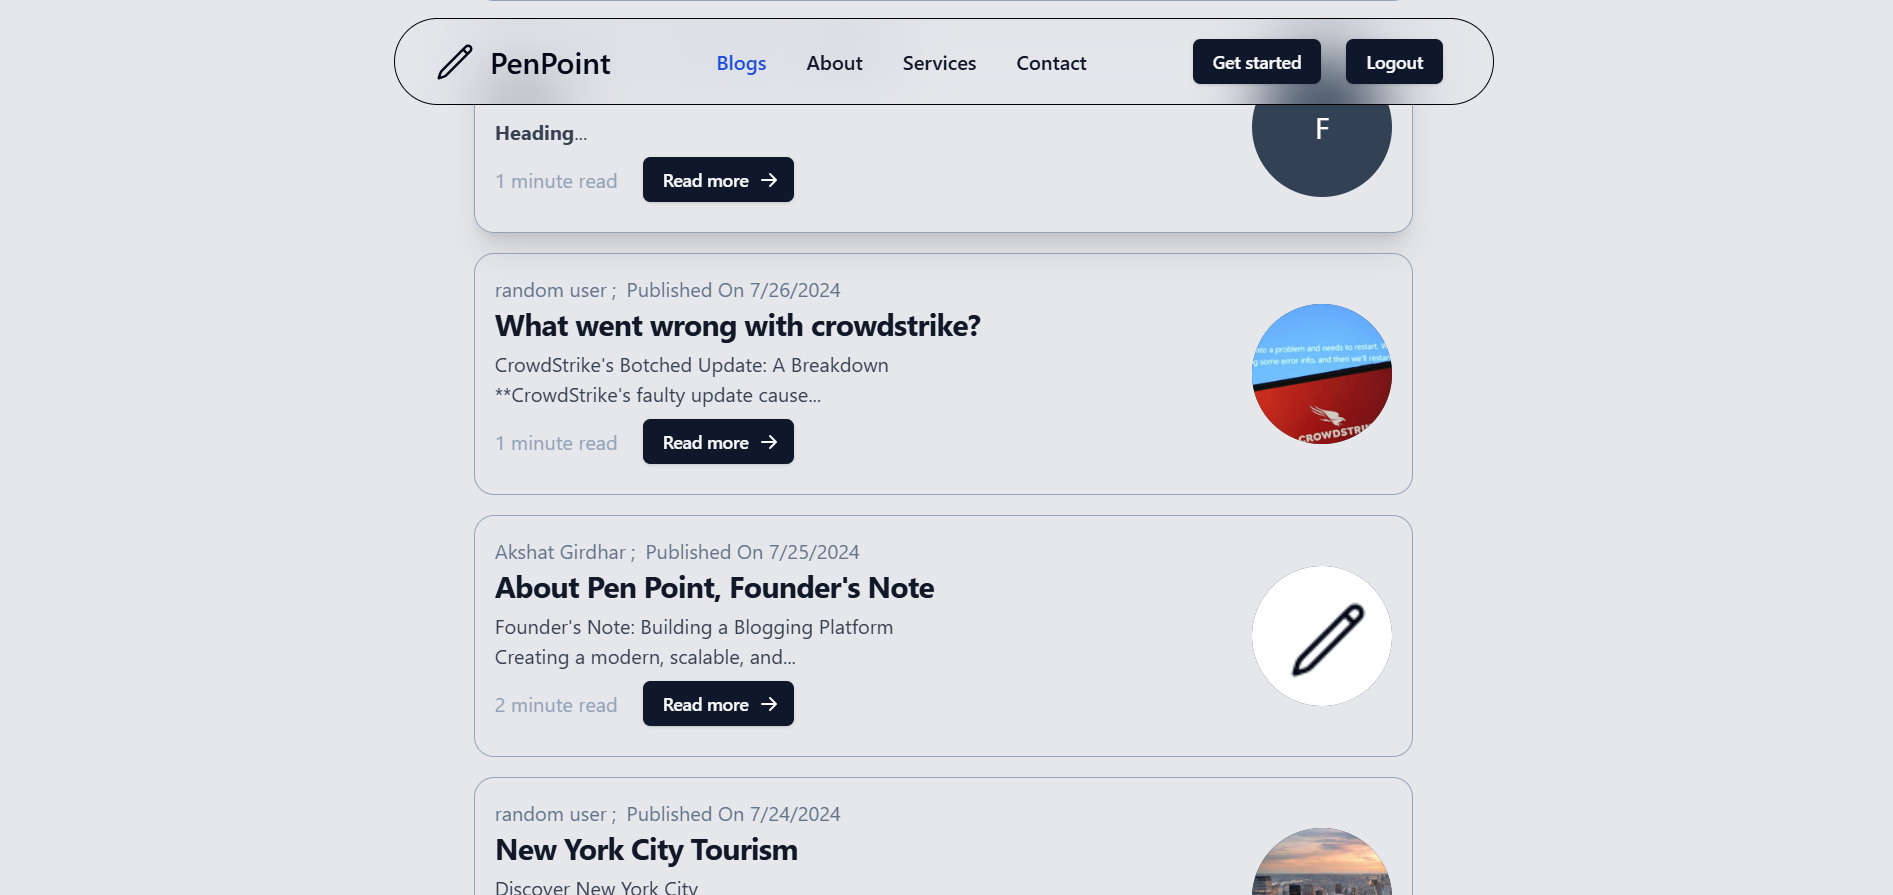 PenPoint
Blogs
About
Services
Contact
Get started
Logout
Heading...
1 minute read
Read more
F
random user ; Published On 7/26/2024
What went wrong with crowdstrike?
CrowdStrike's Botched Update: A Breakdown
**CrowdStrike's faulty update cause...
1 minute read
Read more
into a problem and needs to restart. W
g some error info, and then we'll restar
CROWDSTRIK
Akshat Girdhar ; Published On 7/25/2024
About Pen Point, Founder's Note
Founder's Note: Building a Blogging Platform
Creating a modern, scalable, and...
2 minute read
Read more
random user ; Published On 7/24/2024
New York City Tourism
Discover New York City